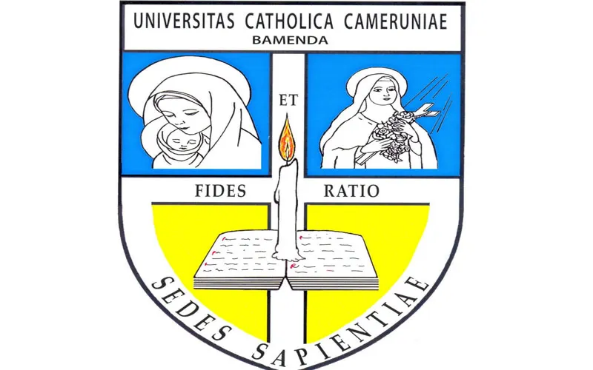 UNIVERSITAS CATHOLICA CAMERUNIAE
BAMENDA
ET
FIDES RATIO
SEDES SAPIENTIAE